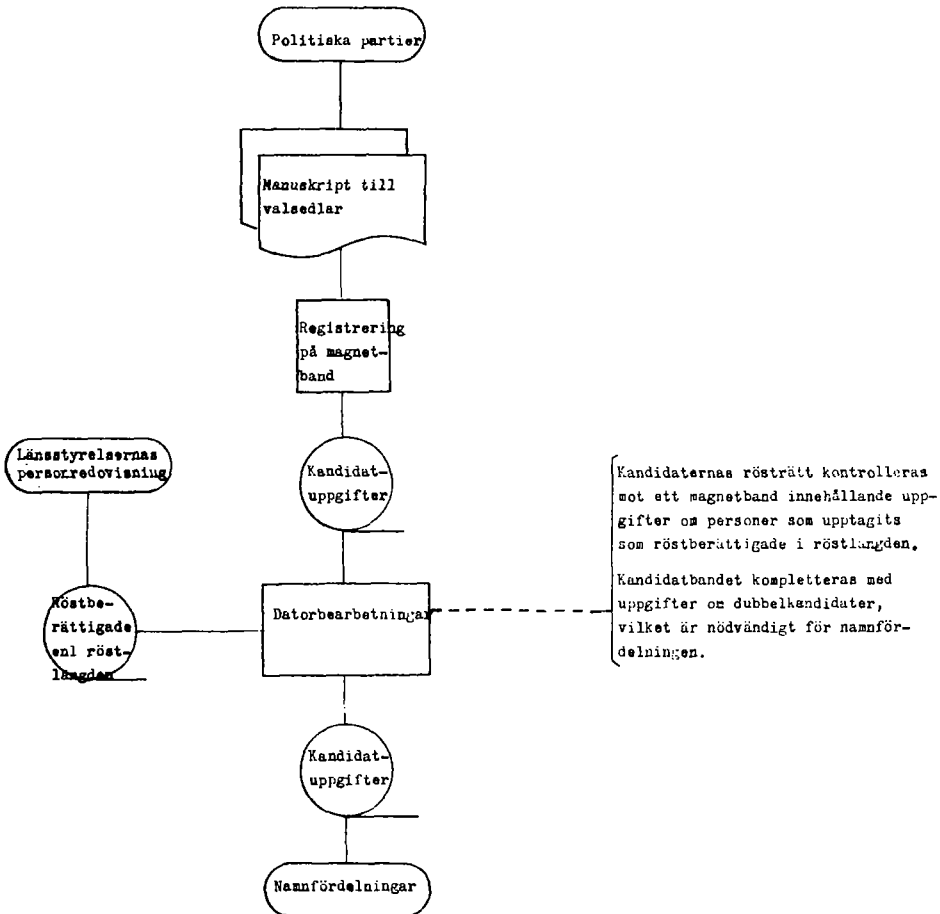 Politiska partier
Manuskript till
valsedlar
Registrering
på magnet-
band
Länsstyrelsernas
personredovisning
Kandidat-
uppgifter
Kandidaternas rösträtt kontrolleras
mot ett magnetband innehållande upp-
gifter om personer som upptagits
som röstberättigade i röstlängden.
Kandidatbandet kompletteras med
uppgifter om dubbelkandidater,
vilket är nödvändigt för namnför-
delningen.
Röstbe-
rättigade
enl röst-
längden
Datorbearbetningar
Kandidat-
uppgifter
Namnfördelningar